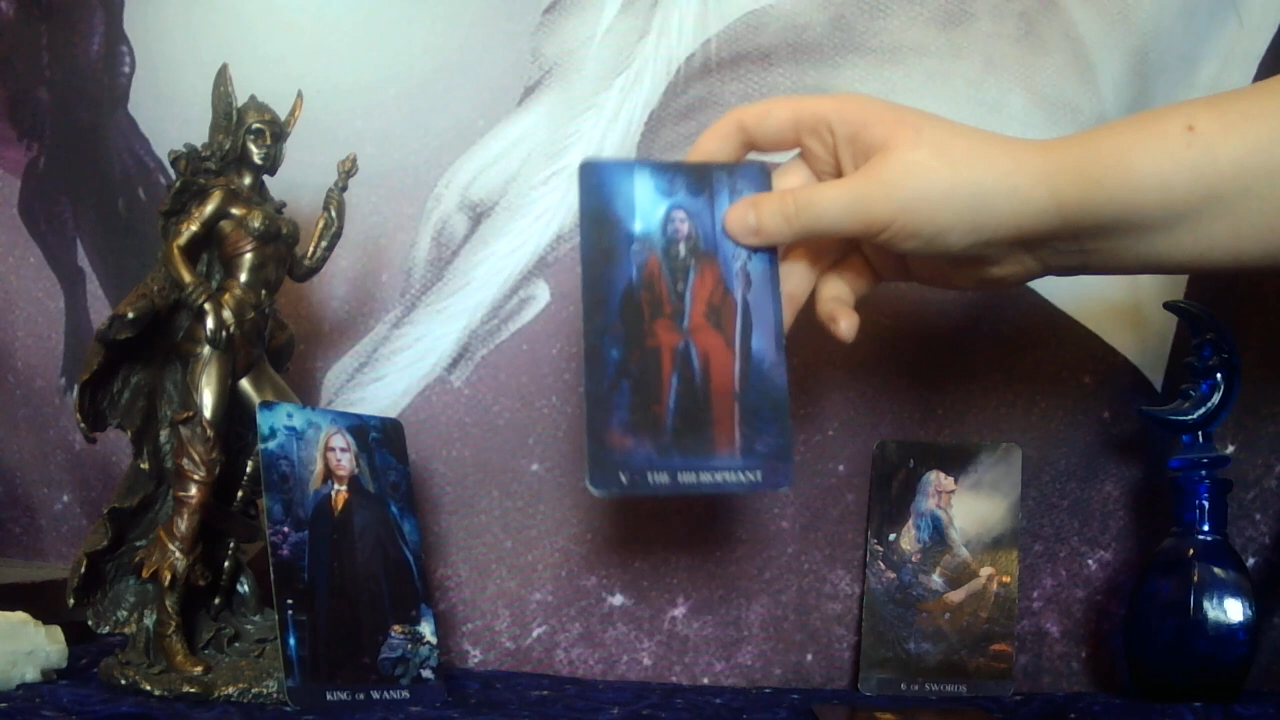 V - THE HIEROPHANT
KING OF WANDS
6 OF SWORDS